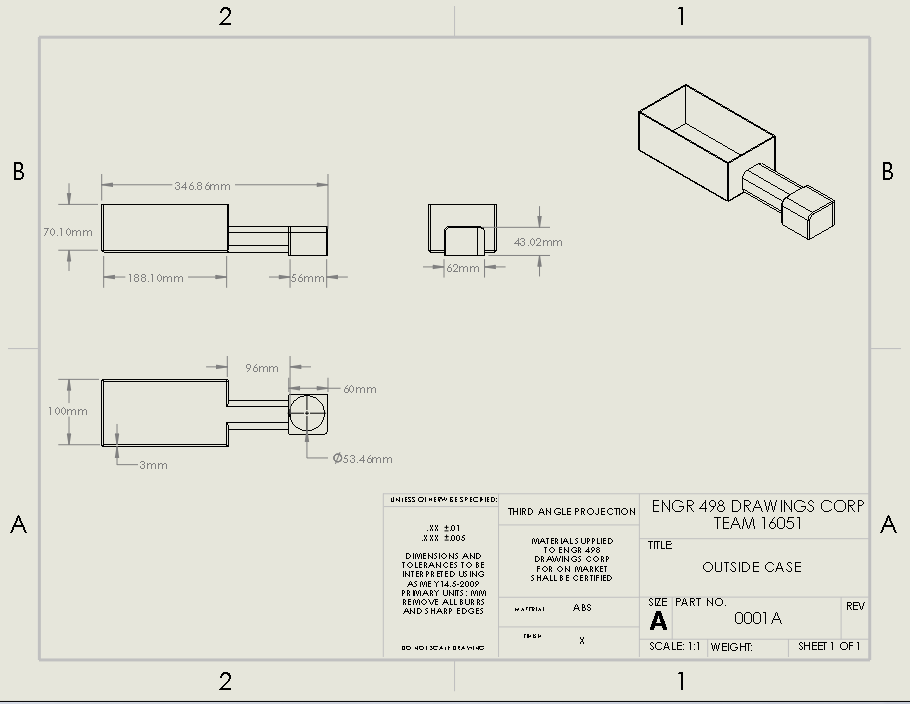 2 1
B B
346.86mm
70.10mm
188.10mm
56mm
43.02mm
62mm
96mm
60mm
100mm
3mm
Ø53.46mm
A A
UNLESS OTHERWISE SPECIFIED:
.XX ±.01
.XXX ±.005
DIMENSIONS AND
TOLERANCES TO BE
INTERPRETED USING
ASME Y14.5-2009
PRIMARY UNITS: MM
REMOVE ALL BURRS
AND SHARP EDGES
DO NOT SCALE DRAWING
THIRD ANGLE PROJECTION
MATERIAL SUPPLIED
TO ENGR 498
DRAWINGS CORP
FOR ON MARKET
SHALL BE CERTIFIED
MATERIAL ABS
FINISH X
ENGR 498 DRAWINGS CORP
TEAM 16051
TITLE:
OUTSIDE CASE
SIZE PART NO. REV
A 0001A
SCALE: 1:1 WEIGHT: SHEET 1 OF 1
2 1